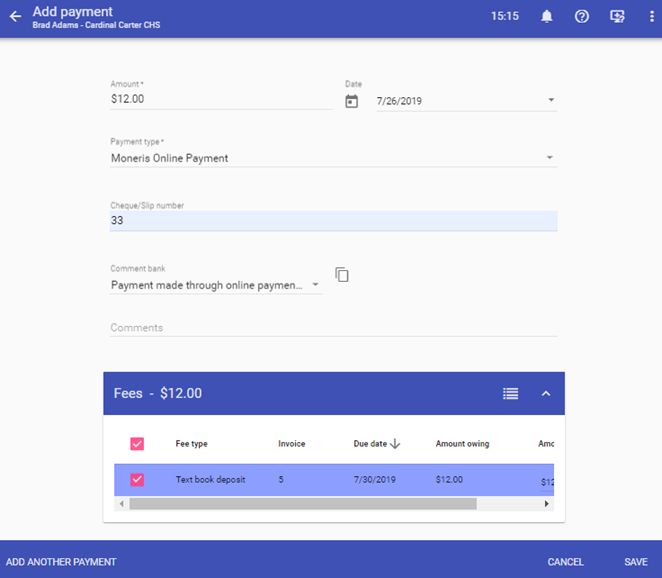 Add payment
15:15
Brad Adams - Cardinal Carter CHS
Amount *
Date
$12.00
7/26/2019
Payment type *
Moneris Online Payment
Cheque/Slip number
33
Comment bank
Payment made through online paymen...
Comments
Fees - $12.00
Fee type Invoice Due date Amount owing
Text book deposit 5 7/30/2019 $12.00
ADD ANOTHER PAYMENT CANCEL SAVE